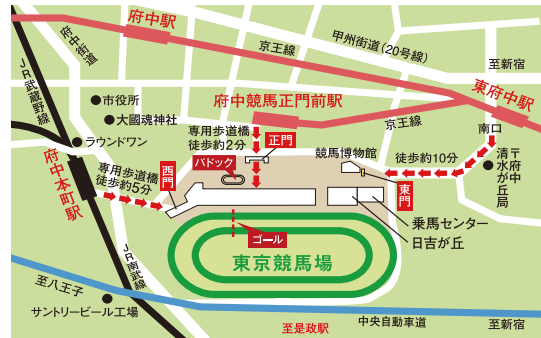 府中駅
府中街道
京王線
甲州街道(20号線)
至新宿
JR武蔵野線
市役所
大國魂神社
ラウンドワン
府中競馬正門前駅
東府中駅
京王線
南口
専用歩道橋
徒歩約2分
正門
パドック
競馬博物館
徒歩約10分
〒府中
清水が丘局
府中本町駅
専用歩道橋
徒歩約5分
西門
東門
乗馬センター
日吉が丘
ゴール
東京競馬場
JR南武線
至八王子
サントリービール工場
至是政駅
中央自動車道
至新宿